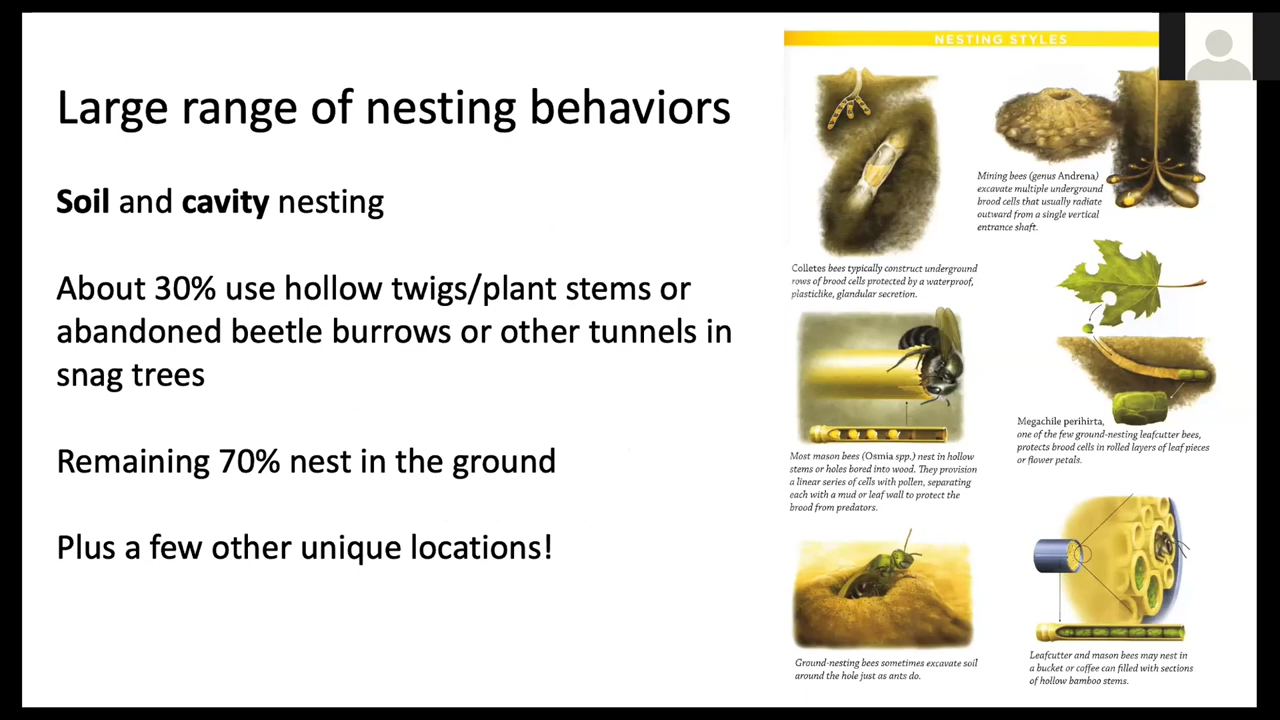 Large range of nesting behaviors
Soil and cavity nesting
About 30% use hollow twigs/plant stems or
abandoned beetle burrows or other tunnels in
snag trees
Remaining 70% nest in the ground
Plus a few other unique locations!
NESTING STYLES
Mining bees (genus Andrena)
excavate multiple underground
brood cells that usually radiate
outward from a single vertical
entrance shaft.
Colletes bees typically construct underground
rows of brood cells protected by a waterproof,
plasticlike, glandular secretion.
Megachile perihirta,
one of the few ground-nesting leafcutter bees,
protects brood cells in rolled layers of leaf pieces
or flower petals.
Most mason bees (Osmia spp.) nest in hollow
stems or holes bored into wood. They provision
a linear series of cells with pollen, separating
each with a mud or leaf wall to protect the
brood from predators.
Ground-nesting bees sometimes excavate soil
around the hole just as ants do.
Leafcutter and mason bees may nest in
a bucket or coffee can filled with sections
of hollow bamboo stems.